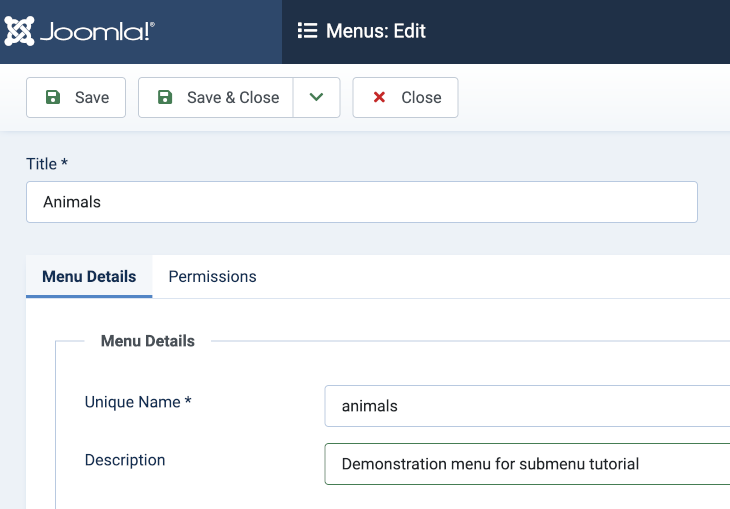 Joomla!® Menus: Edit
Save Save & Close Close
Title *
Animals
Menu Details Permissions
Menu Details
Unique Name * animals
Description Demonstration menu for submenu tutorial